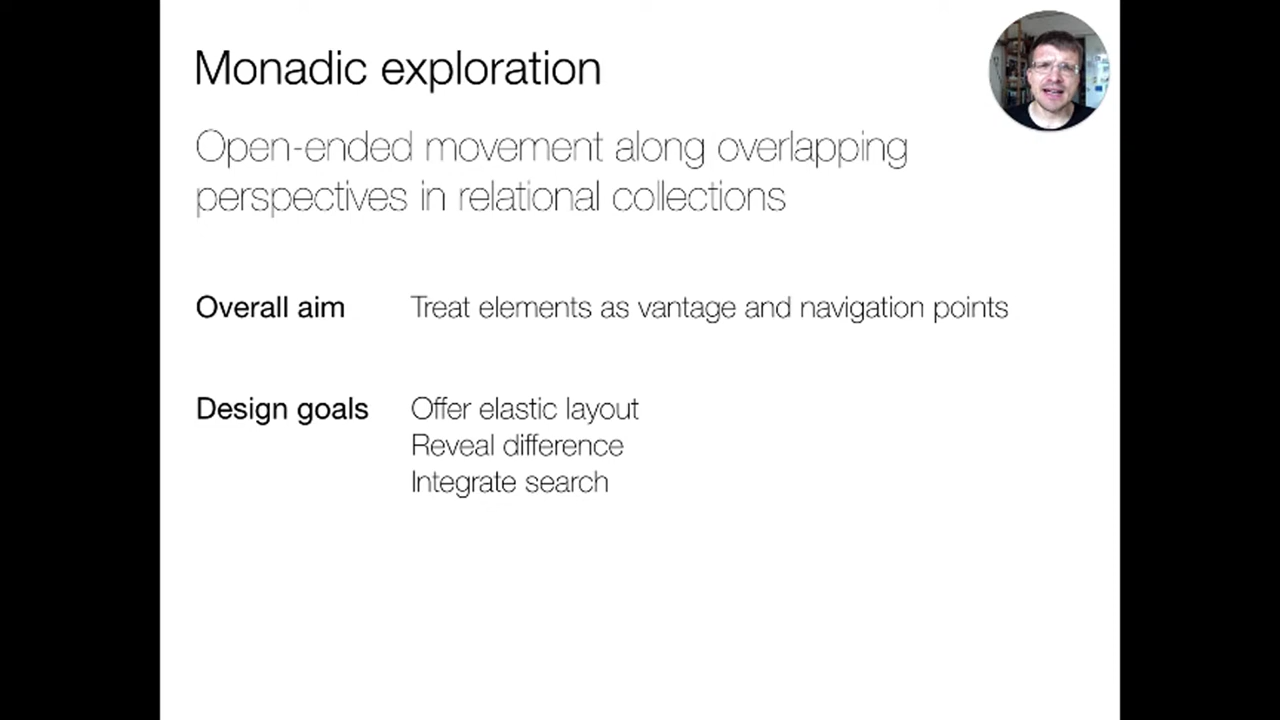 Monadic exploration
Open-ended movement along overlapping
perspectives in relational collections
Overall aim Treat elements as vantage and navigation points
Design goals Offer elastic layout
Reveal difference
Integrate search